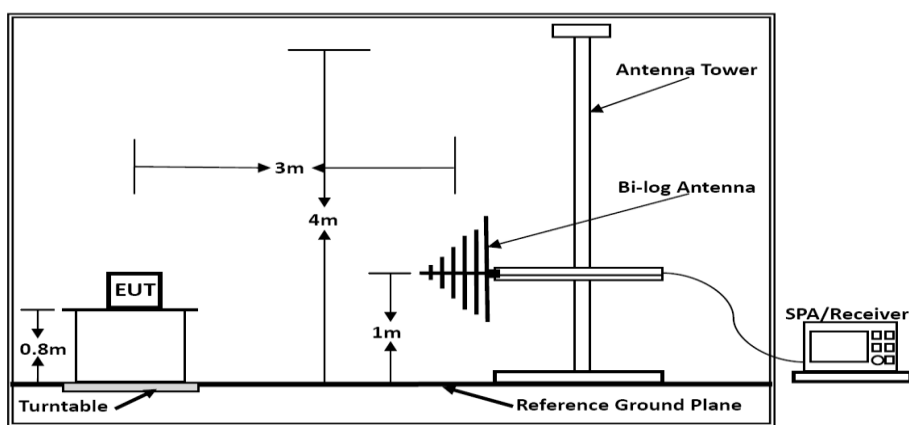 Antenna Tower
3m
Bi-log Antenna
4m
EUT
1m
SPA/Receiver
0.8m
Turntable
Reference Ground Plane